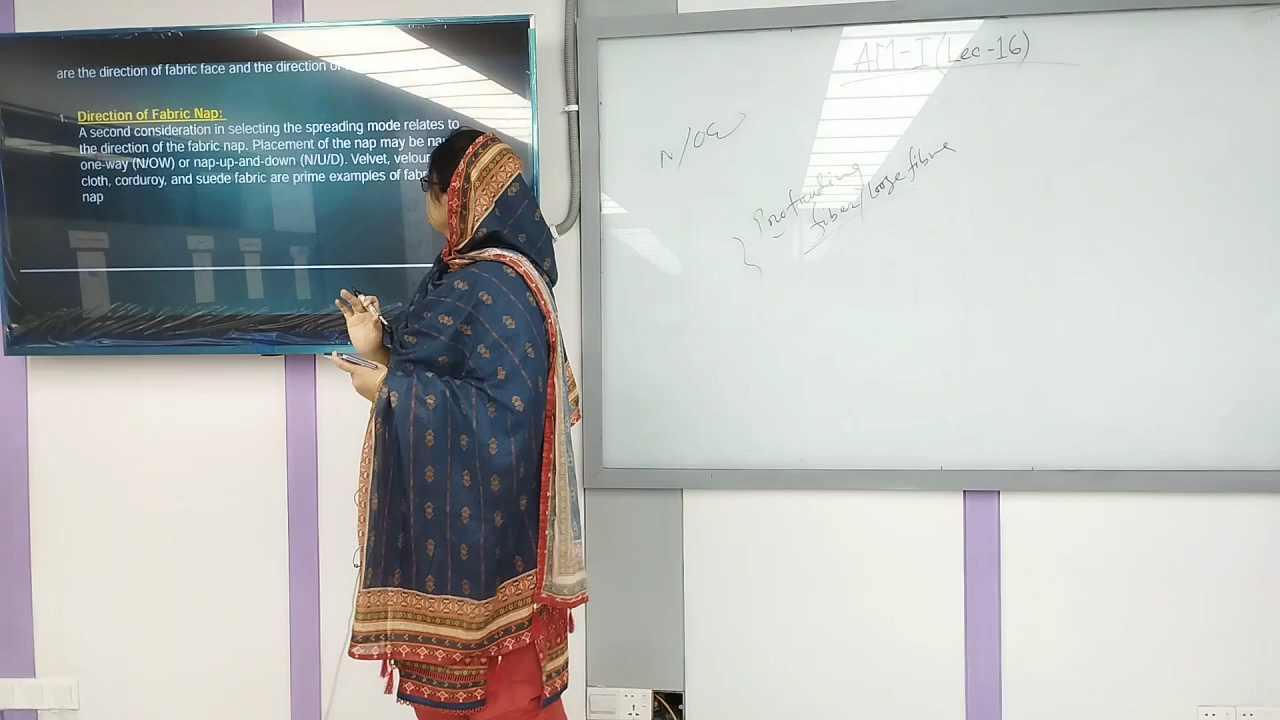 are the direction of fabric face and the direction
1. Direction of Fabric Nap:
A second consideration in selecting the spreading mode relates to
the direction of the fabric nap. Placement of the nap may be
one-way (N/OW) or nap-up-and-down (N/U/D). Velvet, velour
cloth, corduroy, and suede fabric are prime examples of
nap
AM-I (Lec-16)
N/OW
Protruding
fiber/loose fibre